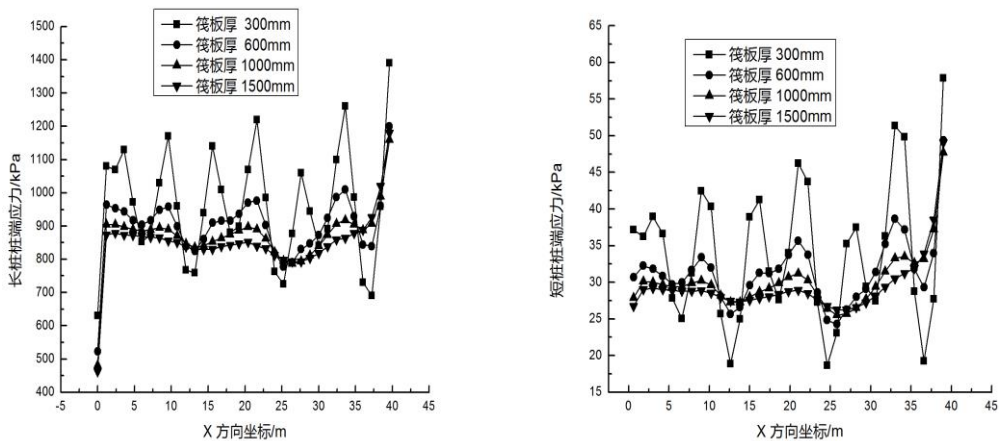 筏板厚 300mm
筏板厚 600mm
筏板厚 1000mm
筏板厚 1500mm
长桩桩端应力/kPa
1500
1400
1300
1200
1100
1000
900
800
700
600
500
400
-5 0 5 10 15 20 25 30 35 40 45
X 方向坐标/m
筏板厚 300mm
筏板厚 600mm
筏板厚 1000mm
筏板厚 1500mm
短桩桩端应力/kPa
65
60
55
50
45
40
35
30
25
20
15
0 5 10 15 20 25 30 35 40 45
X 方向坐标/m